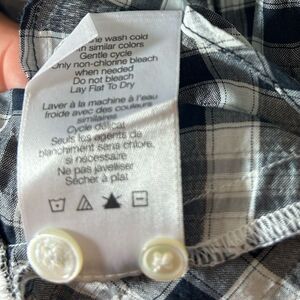 wash cold
in similar colors
Gentle cycle
Only non-chlorine bleach
when needed
Do not bleach
Lay Flat To Dry
Laver à la machine à l'eau
froide avec des couleurs
similaires
Cycle délicat
Seuls les agents de
blanchiment sans chlore,
si nécessaire
Ne pas javelliser
Sécher à plat